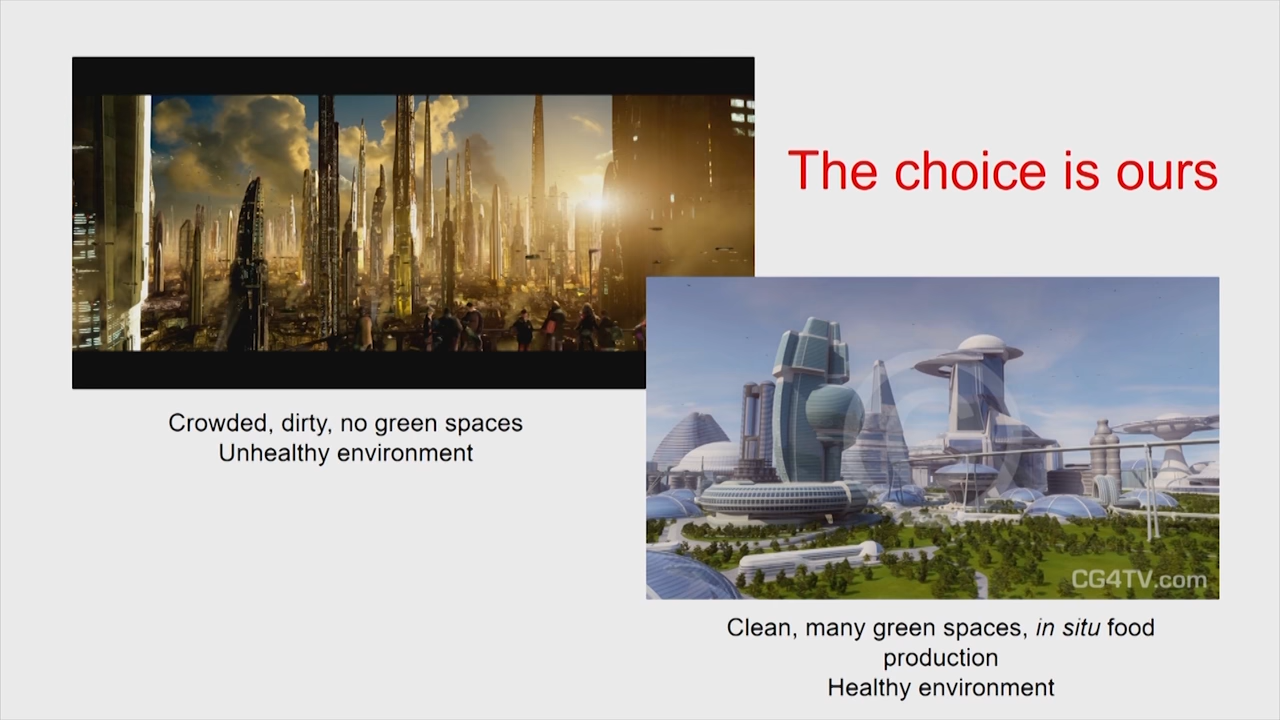 The choice is ours
Crowded, dirty, no green spaces
Unhealthy environment
CG4TV.com
Clean, many green spaces, in situ food
production
Healthy environment